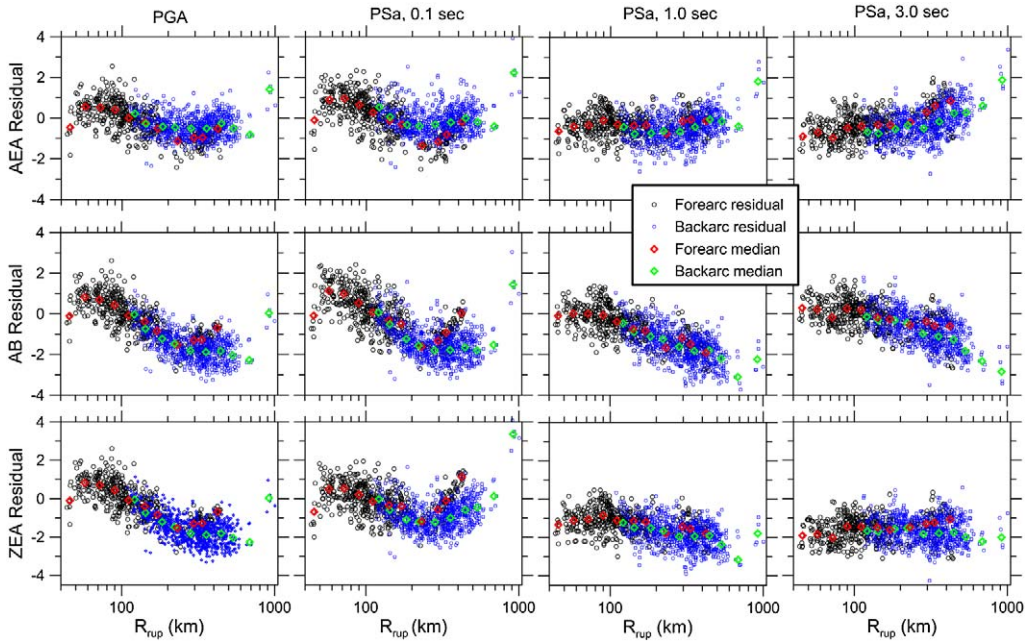 PGA PSa, 0.1 sec PSa, 1.0 sec PSa, 3.0 sec
AEA Residual
4
2
0
-2
-4
Forearc residual
Backarc residual
Forearc median
Backarc median
AB Residual
4
2
0
-2
-4
ZEA Residual
4
2
0
-2
-4
100 1000 100 1000 100 1000 100 1000
Rrup (km) Rrup (km) Rrup (km) Rrup (km)